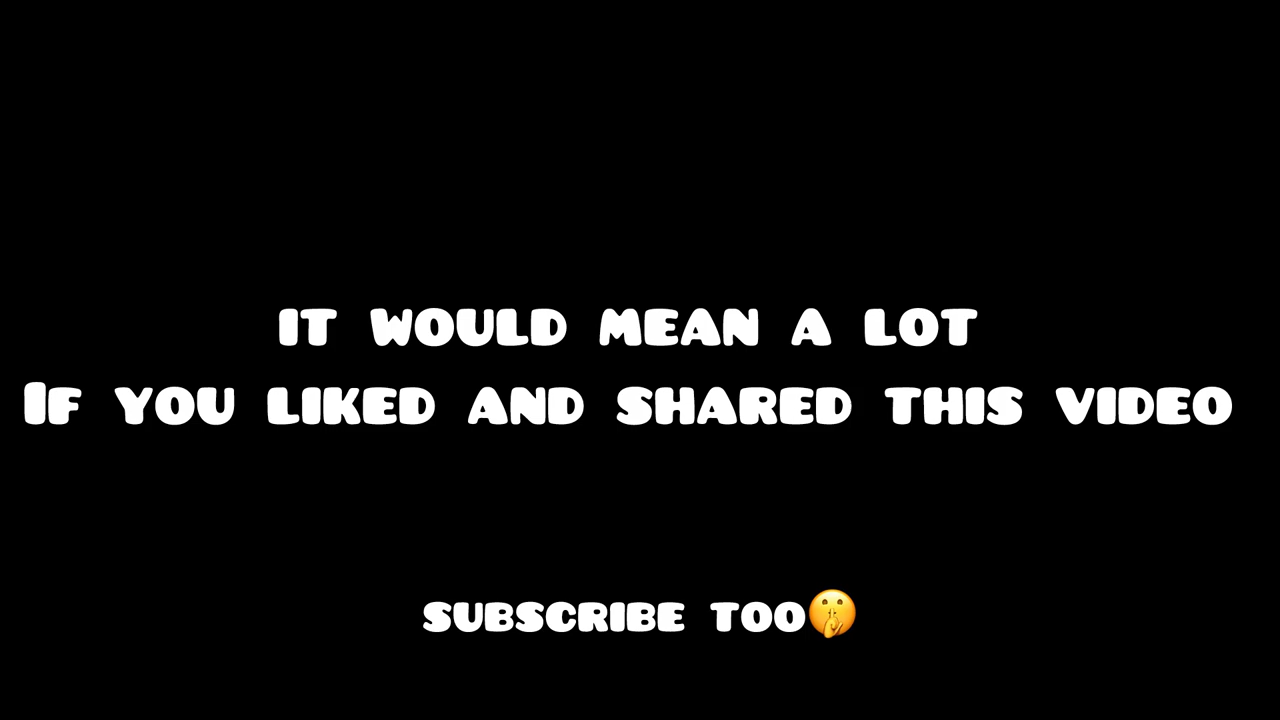 IT WOULD MEAN A LOT
IF YOU LIKED AND SHARED THIS VIDEO
SUBSCRIBE TOO🤫